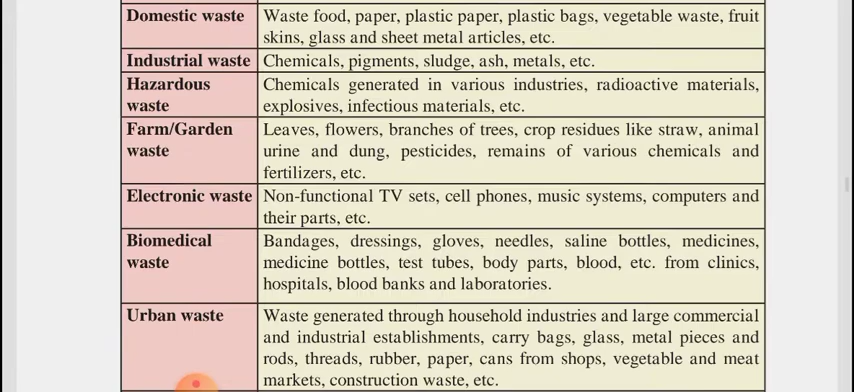 Domestic waste Waste food, paper, plastic paper, plastic bags, vegetable waste, fruit
skins, glass and sheet metal articles, etc.
Industrial waste Chemicals, pigments, sludge, ash, metals, etc.
Hazardous Chemicals generated in various industries, radioactive materials,
waste explosives, infectious materials, etc.
Farm/Garden Leaves, flowers, branches of trees, crop residues like straw, animal
waste urine and dung, pesticides, remains of various chemicals and
fertilizers, etc.
Electronic waste Non-functional TV sets, cell phones, music systems, computers and
their parts, etc.
Biomedical Bandages, dressings, gloves, needles, saline bottles, medicines,
waste medicine bottles, test tubes, body parts, blood, etc. from clinics,
hospitals, blood banks and laboratories.
Urban waste Waste generated through household industries and large commercial
and industrial establishments, carry bags, glass, metal pieces and
rods, threads, rubber, paper, cans from shops, vegetable and meat
markets, construction waste, etc.